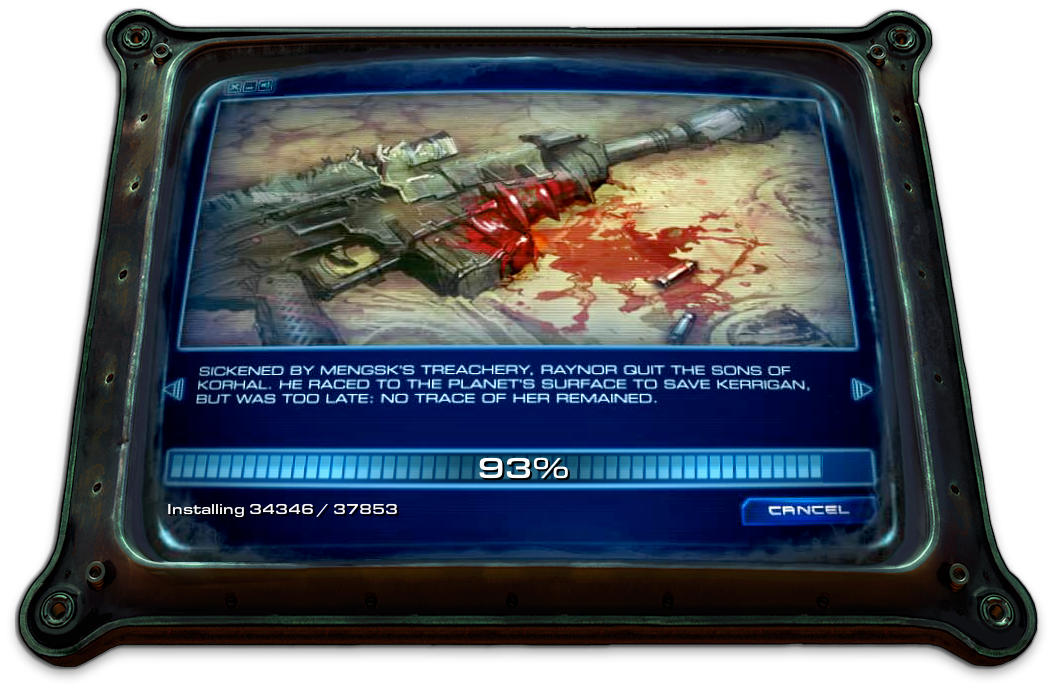 SICKENED BY MENGSK'S TREACHERY, RAYNOR QUIT THE SONS OF
KORHAL. HE RACED TO THE PLANET'S SURFACE TO SAVE KERRIGAN,
BUT WAS TOO LATE: NO TRACE OF HER REMAINED.
93%
Installing 34346 / 37853
CANCEL